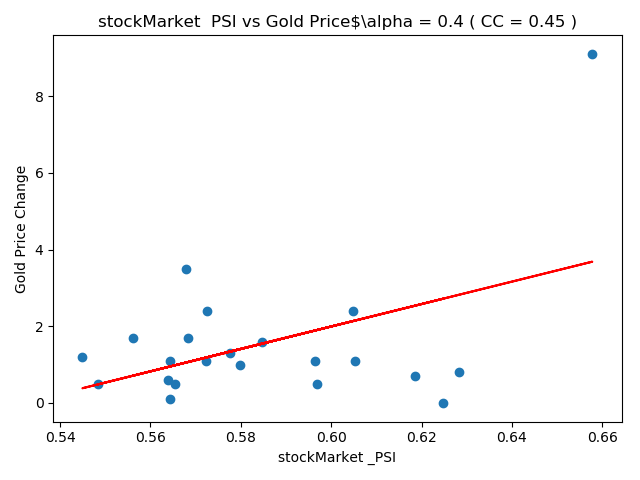 stockMarket  PSI vs Gold Price$\alpha = 0.4 ( CC = 0.45 )
8
6
4
2
0
Gold Price Change
0.54 0.56 0.58 0.60 0.62 0.64 0.66
stockMarket _PSI